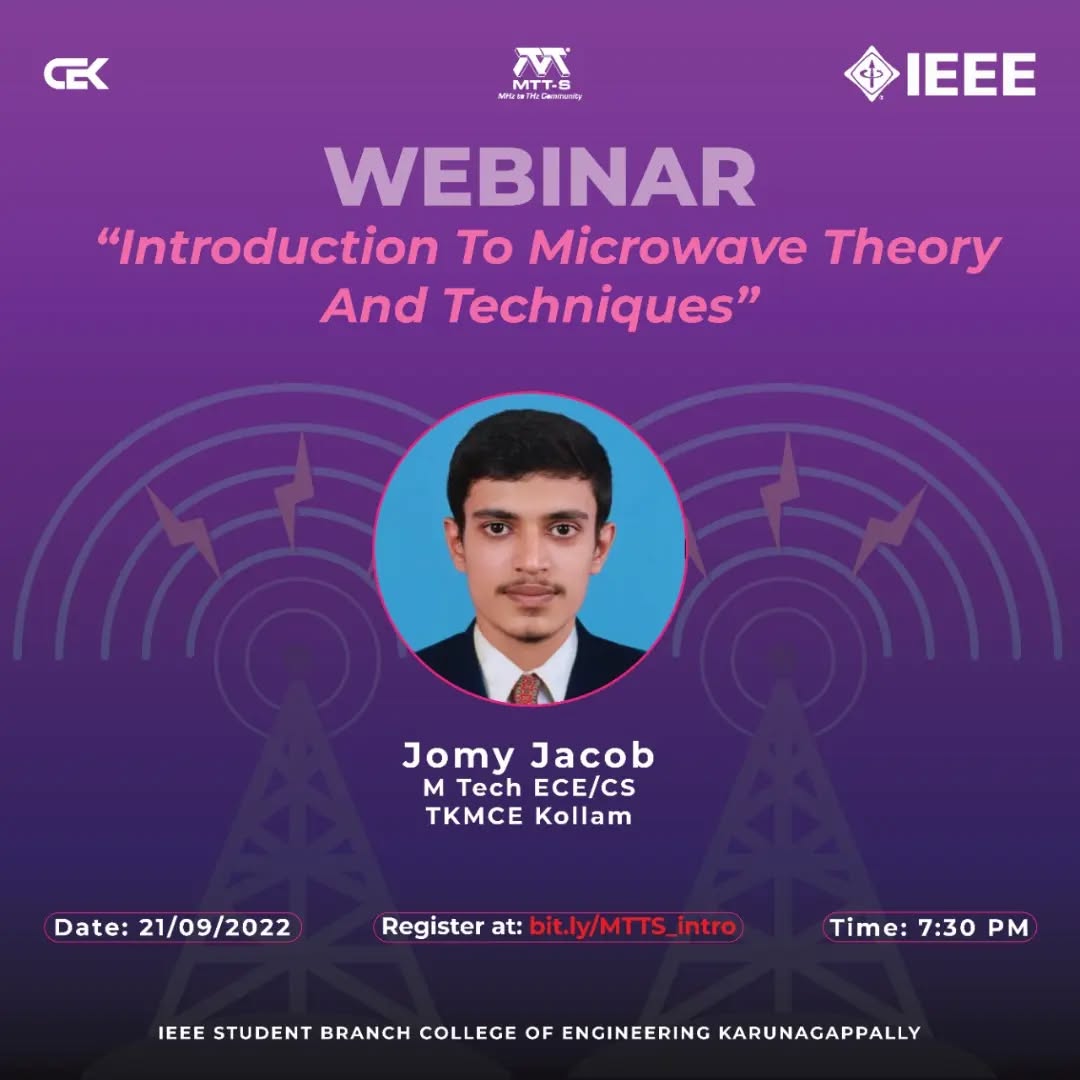 CEK
MTT-S
MHz to THz Community
IEEE
WEBINAR
“Introduction To Microwave Theory
And Techniques”
Jomy Jacob
M Tech ECE/CS
TKMCE Kollam
Date: 21/09/2022
Register at: bit.ly/MTTS_intro
Time: 7:30 PM
IEEE STUDENT BRANCH COLLEGE OF ENGINEERING KARUNAGAPPALLY